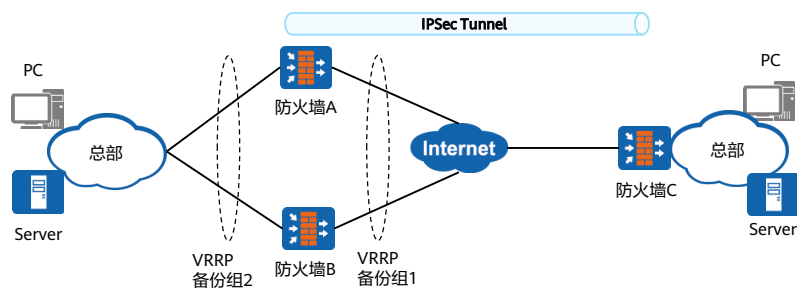 IPSec Tunnel
PC
防火墙A
总部
Server
VRRP
备份组2
防火墙B
VRRP
备份组1
Internet
防火墙C
PC
总部
Server